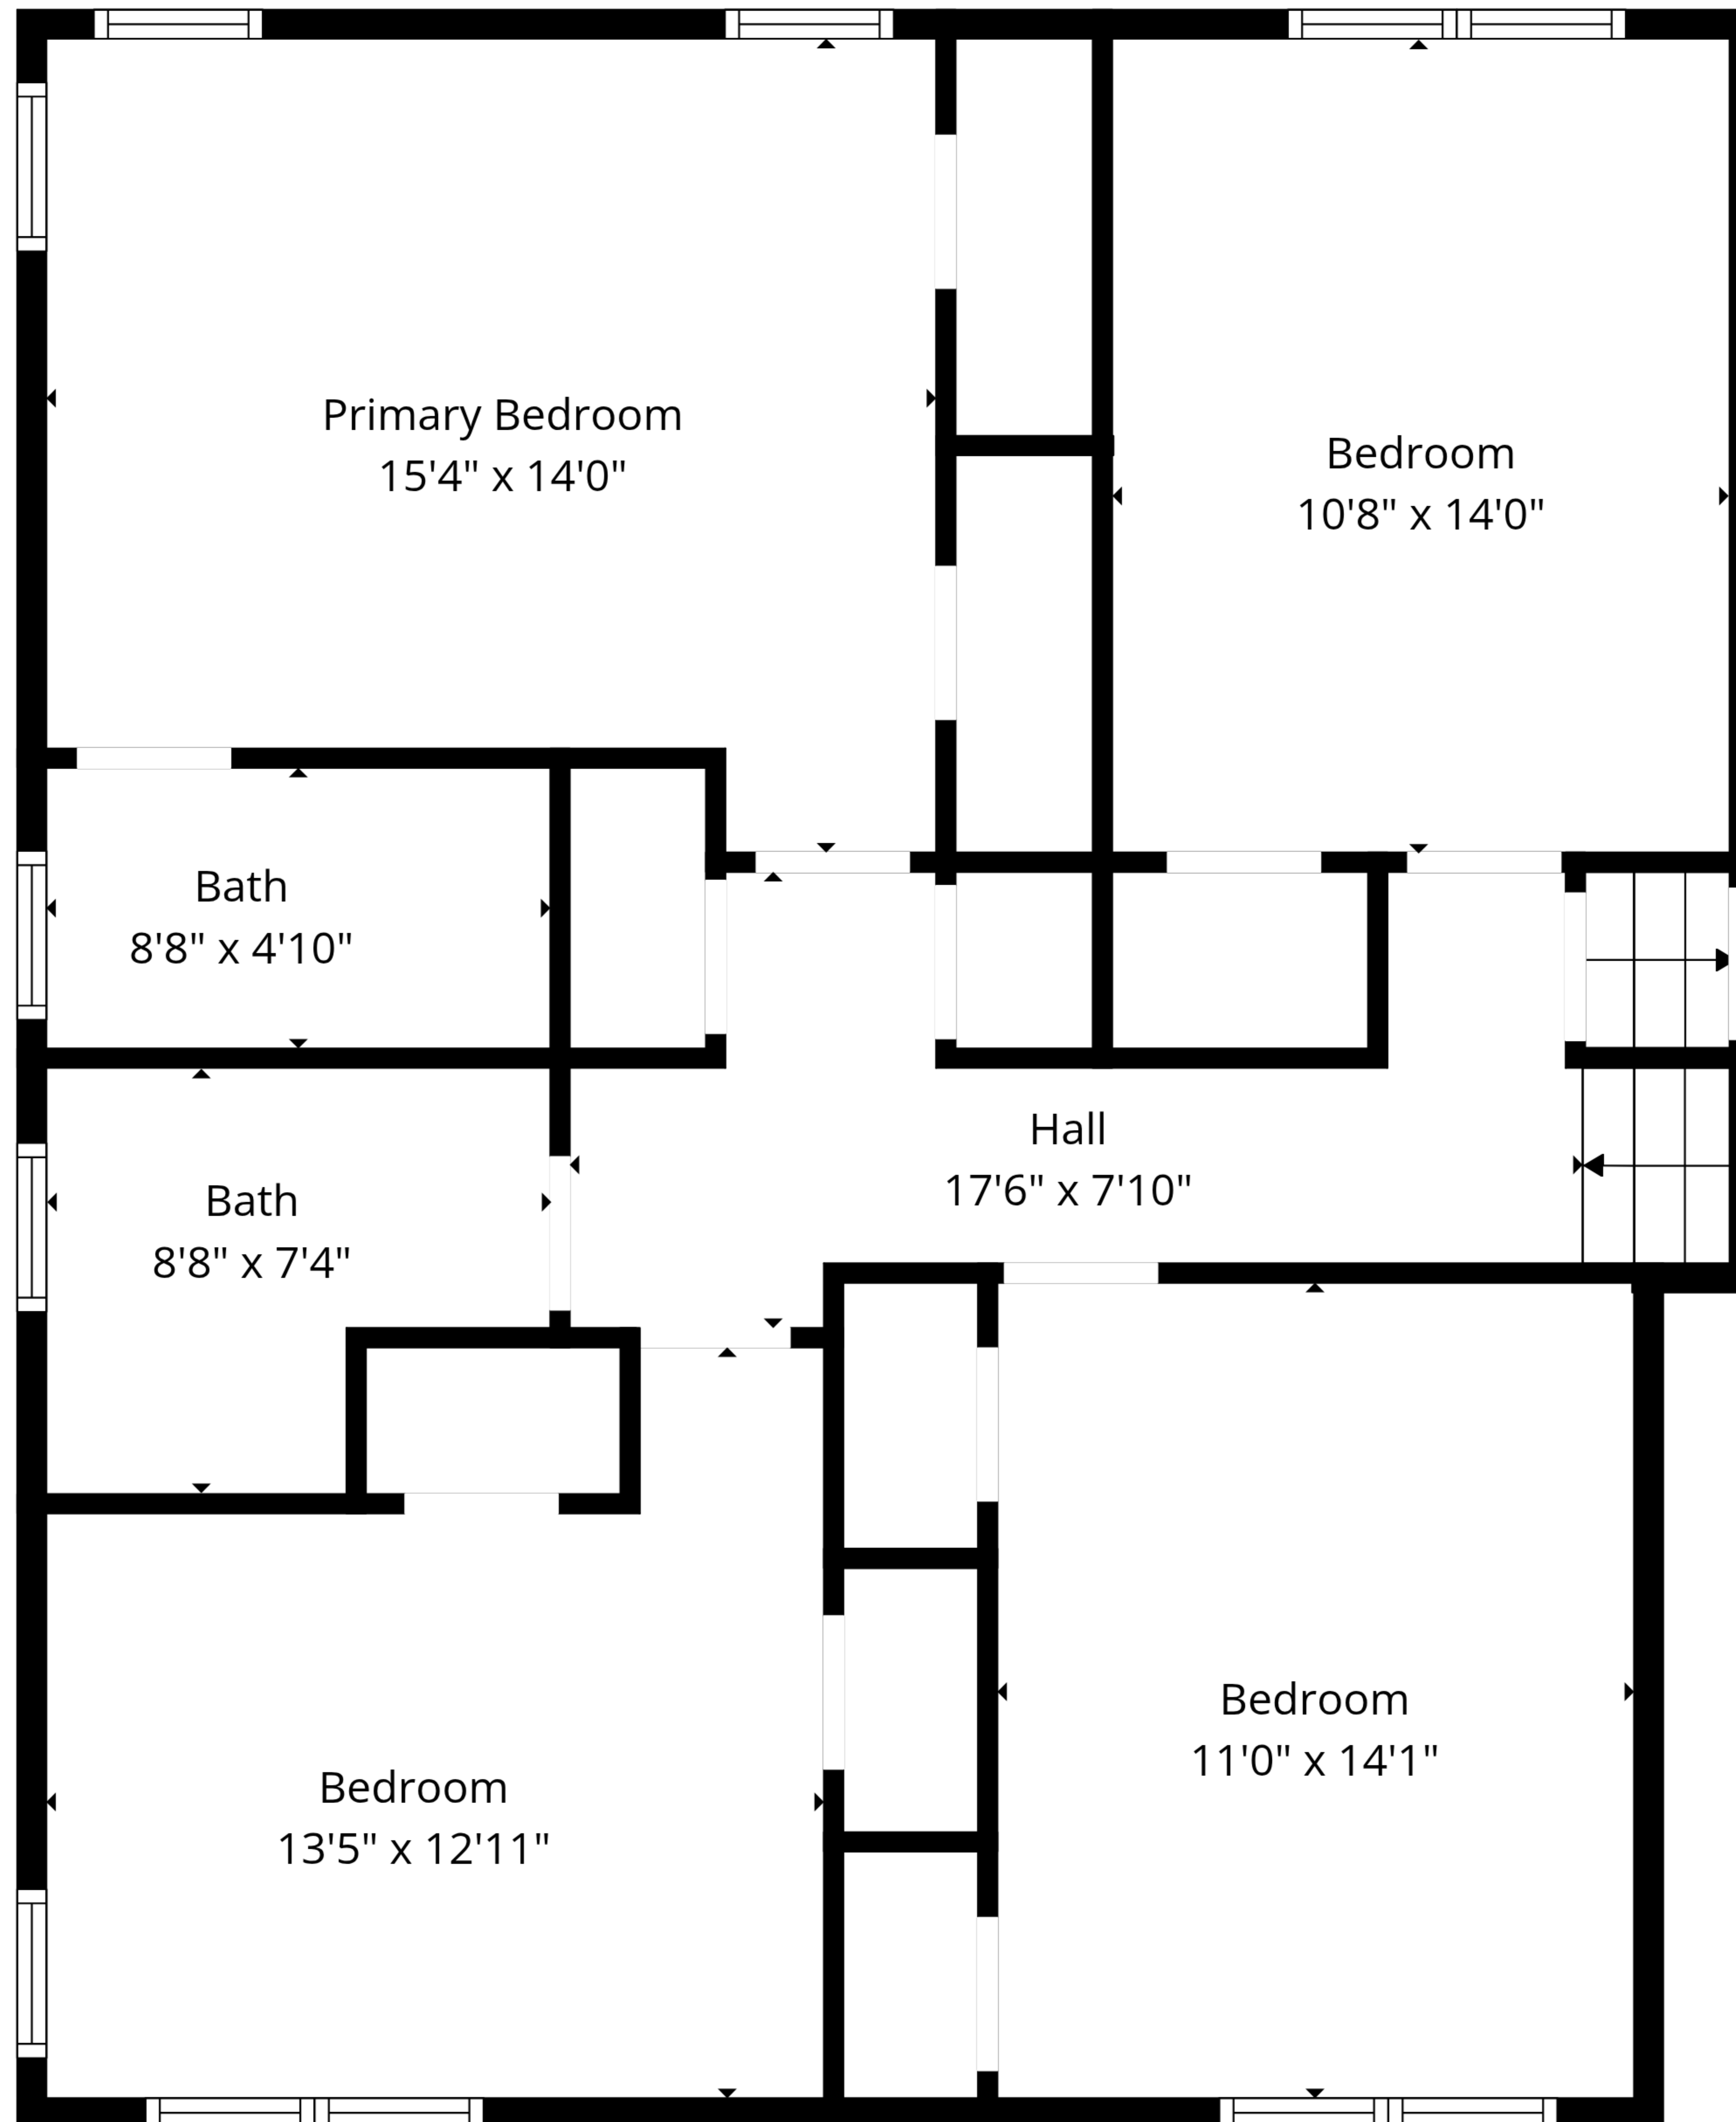 Primary Bedroom
15'4" x 14'0"
Bedroom
10'8" x 14'0"
Bath
8'8" x 4'10"
Hall
17'6" x 7'10"
Bath
8'8" x 7'4"
Bedroom
11'0" x 14'1"
Bedroom
13'5" x 12'11"